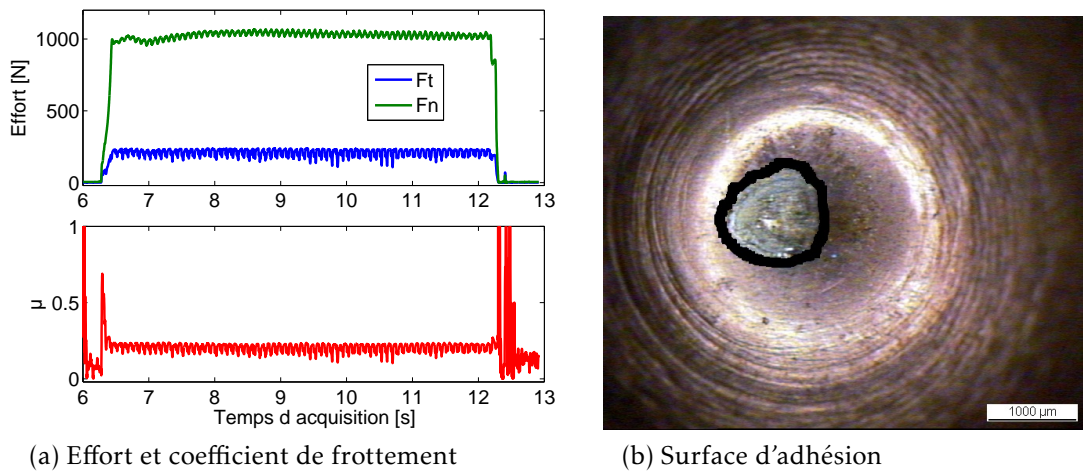 1000
500
0
Effort [N]
Ft
Fn
6 7 8 9 10 11 12 13
1
0.5
0
µ
6 7 8 9 10 11 12 13
Temps d acquisition [s]
1000 µm
(a) Effort et coefficient de frottement
(b) Surface d'adhésion